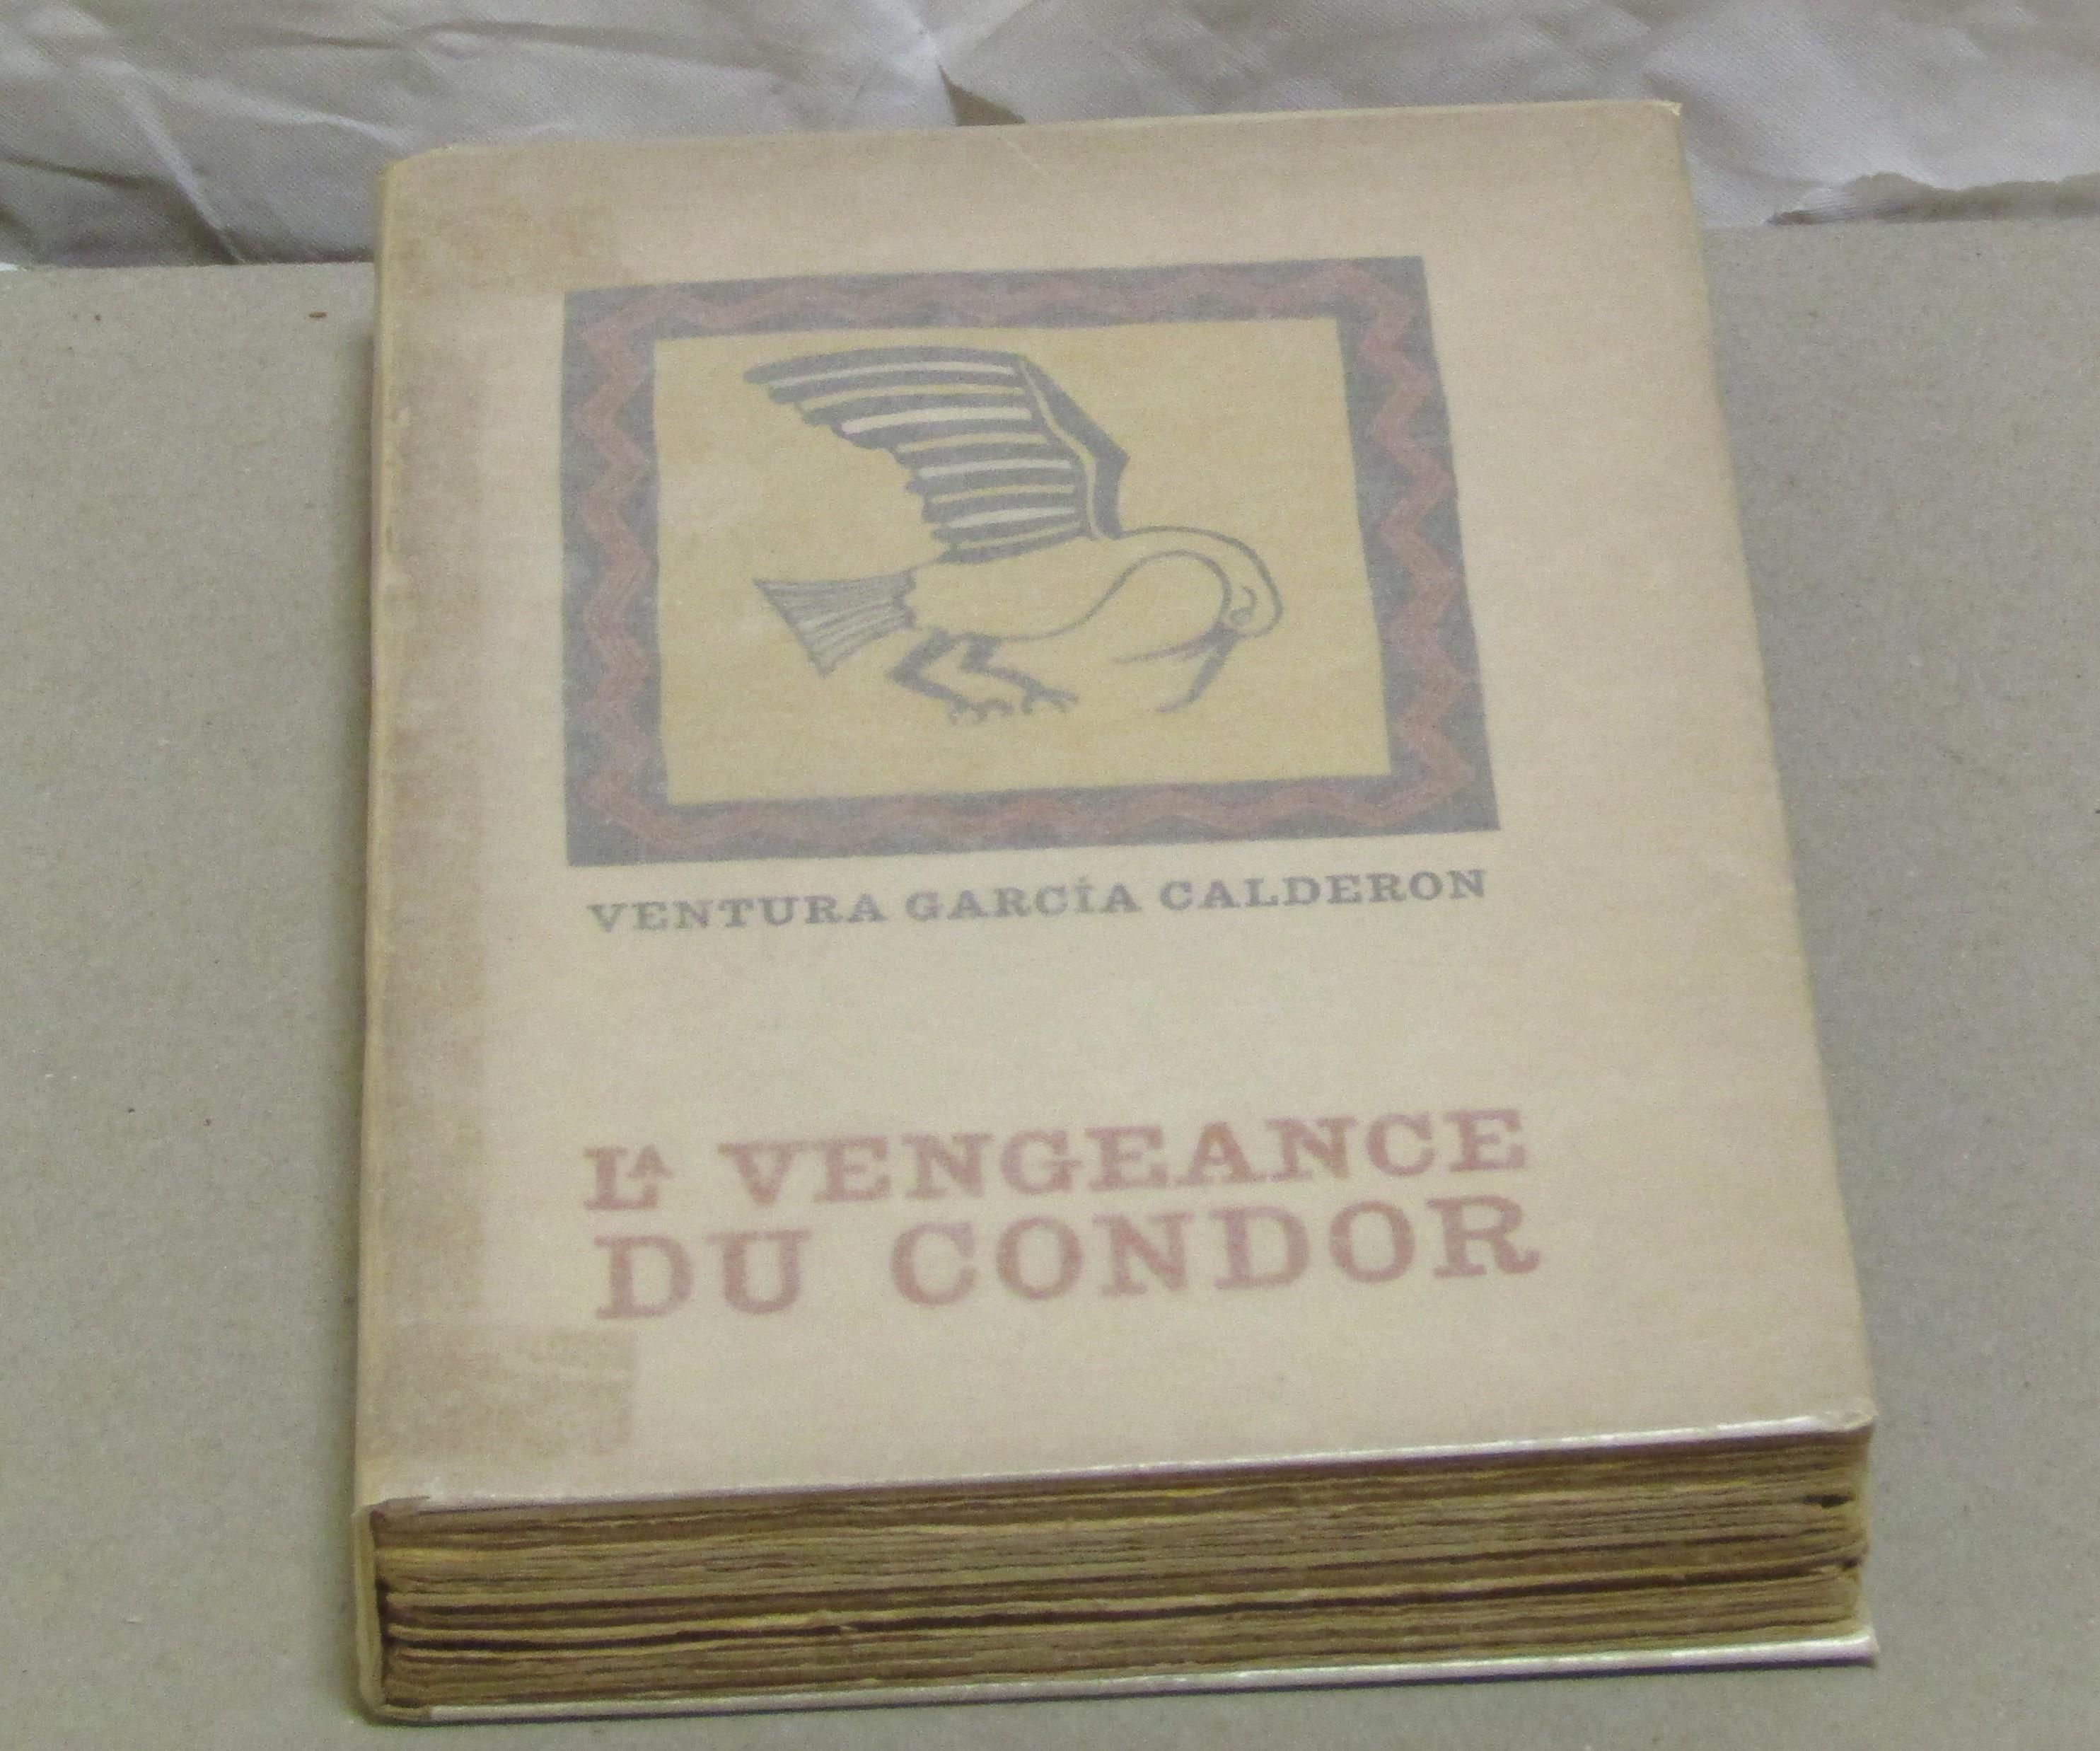 VENTURA GARCÍA CALDERON
LA VENGEANCE
DU CONDOR